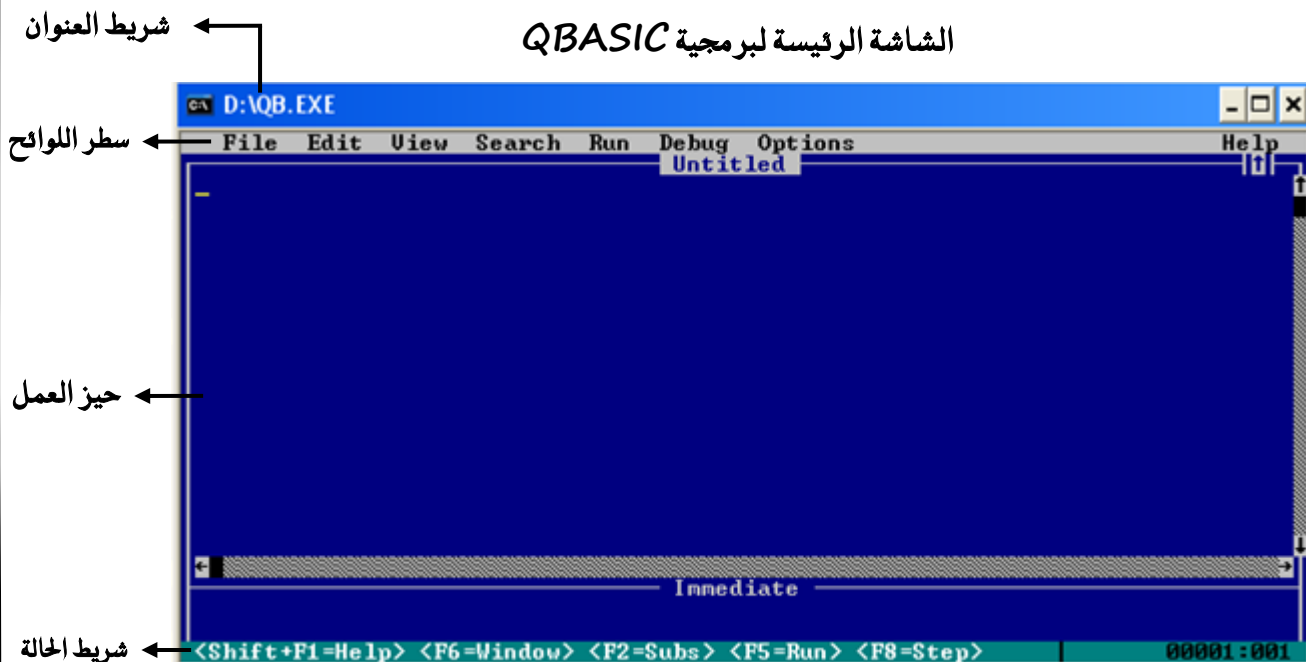 شريط العنوان
الشاشة الرئيسة لبرمجية QBASIC
D:\QB.EXE
سطر اللوائح
File Edit View Search Run Debug Options Help
Untitled
حيز العمل
Immediate
شريط الحالة
<Shift+F1=Help> <F6=Window> <F2=Subs> <F5=Run> <F8=Step> 00001:001